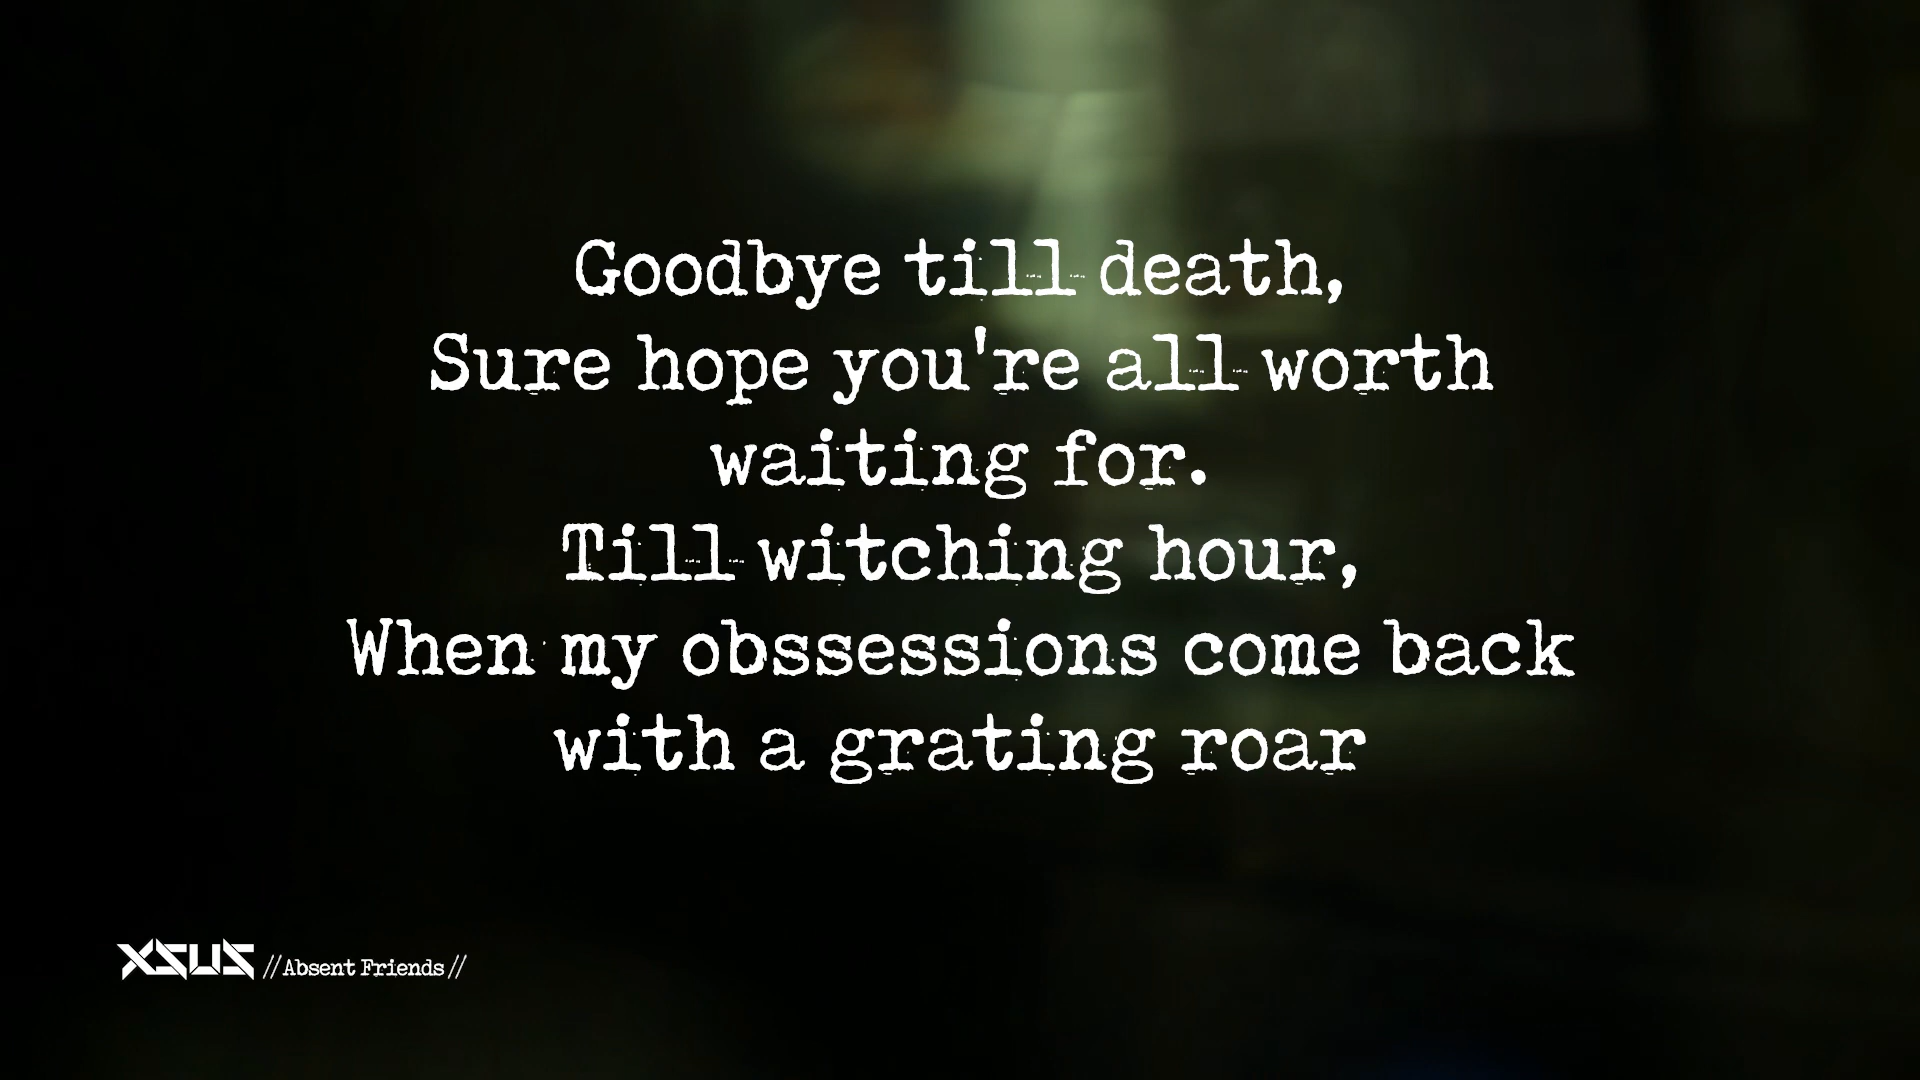 Goodbye till death,
Sure hope you're all worth
waiting for.
Till witching hour,
When my obssessions come back
with a grating roar
XSUS //Absent Friends//